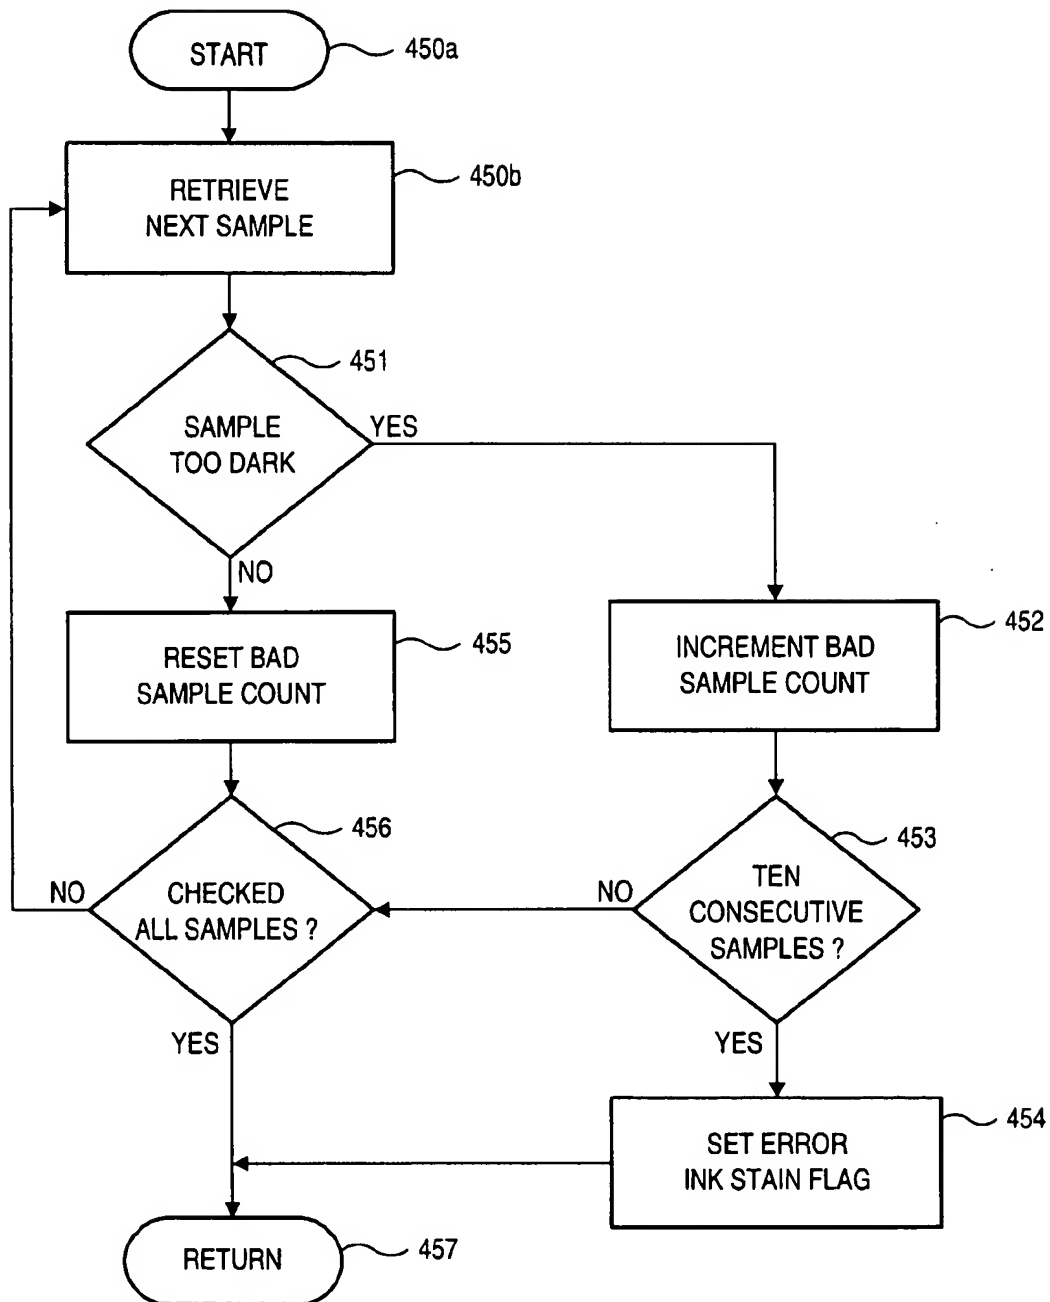 START
450a
RETRIEVE
NEXT SAMPLE
450b
451
SAMPLE
TOO DARK
YES
NO
RESET BAD
SAMPLE COUNT
455
INCREMENT BAD
SAMPLE COUNT
452
456
CHECKED
ALL SAMPLES ?
NO
YES
453
TEN
CONSECUTIVE
SAMPLES ?
NO
YES
SET ERROR
INK STAIN FLAG
454
RETURN
457